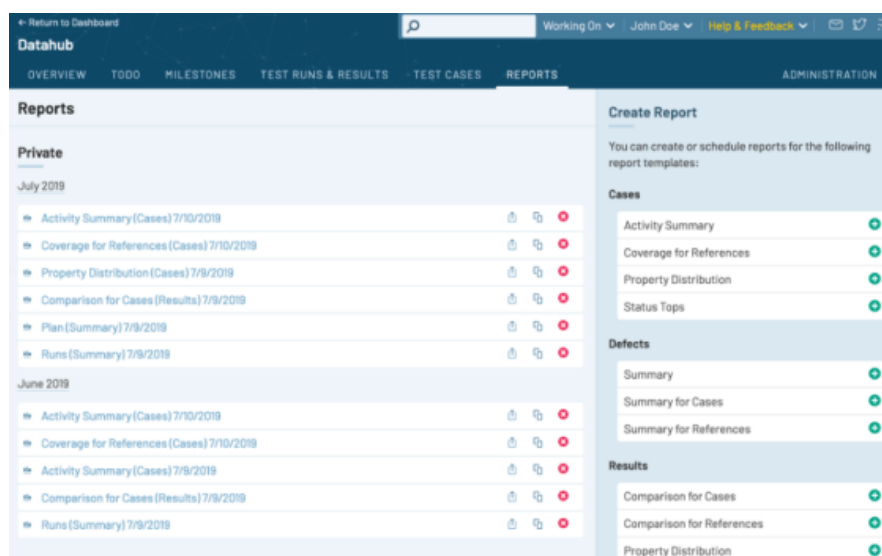 ← Return to Dashboard
Working On
John Doe
Help & Feedback
Datahub
OVERVIEW
TODO
MILESTONES
TEST RUNS & RESULTS
TEST CASES
REPORTS
ADMINISTRATION
Reports
Private
July 2019
Activity Summary (Cases) 7/10/2019
Coverage for References (Cases) 7/10/2019
Property Distribution (Cases) 7/9/2019
Comparison for Cases (Results) 7/9/2019
Plan (Summary) 7/9/2019
Runs (Summary) 7/9/2019
June 2019
Activity Summary (Cases) 7/10/2019
Coverage for References (Cases) 7/10/2019
Activity Summary (Cases) 7/9/2019
Comparison for Cases (Results) 7/9/2019
Runs (Summary) 7/9/2019
Create Report
You can create or schedule reports for the following
report templates:
Cases
Activity Summary
Coverage for References
Property Distribution
Status Tops
Defects
Summary
Summary for Cases
Summary for References
Results
Comparison for Cases
Comparison for References
Property Distribution